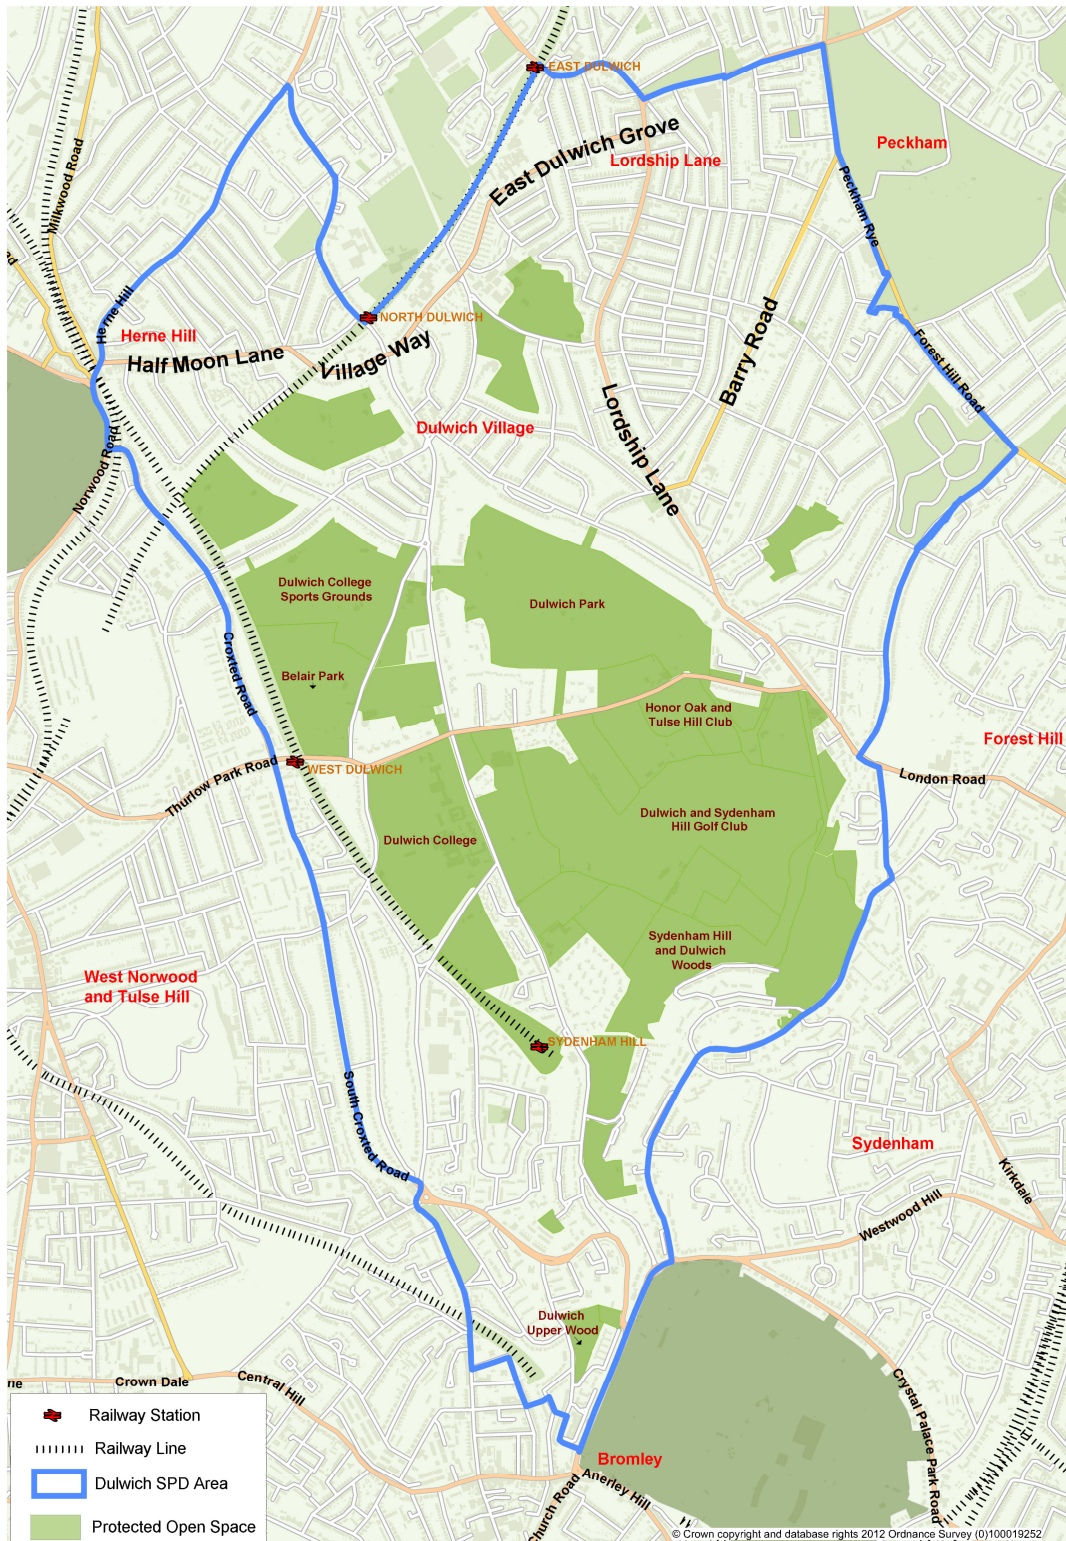 EAST DULWICH
Peckham
East Dulwich Grove
Lordship Lane
Milkwood Road
Peckham Rye
Herne Hill
NORTH DULWICH
Herne Hill
Half Moon Lane
Village Way
Barry Road
Forest Hill Road
Dulwich Village
Lordship Lane
Norwood Road
Dulwich College
Sports Grounds
Dulwich Park
Croxted Road
Belair Park
Honor Oak and
Tulse Hill Club
Forest Hill
WEST DULWICH
Thurlow Park Road
London Road
Dulwich and Sydenham
Hill Golf Club
Dulwich College
Sydenham Hill
and Dulwich
Woods
West Norwood
and Tulse Hill
SYDENHAM HILL
South Croxted Road
Sydenham
Kirkdale
Westwood Hill
Dulwich
Upper Wood
Crown Dale
Central Hill
Crystal Palace Park Road
Railway Station
Railway Line
Dulwich SPD Area
Protected Open Space
Bromley
Anerley Hill
Church Road
© Crown copyright and database rights 2012 Ordnance Survey (0)100019252